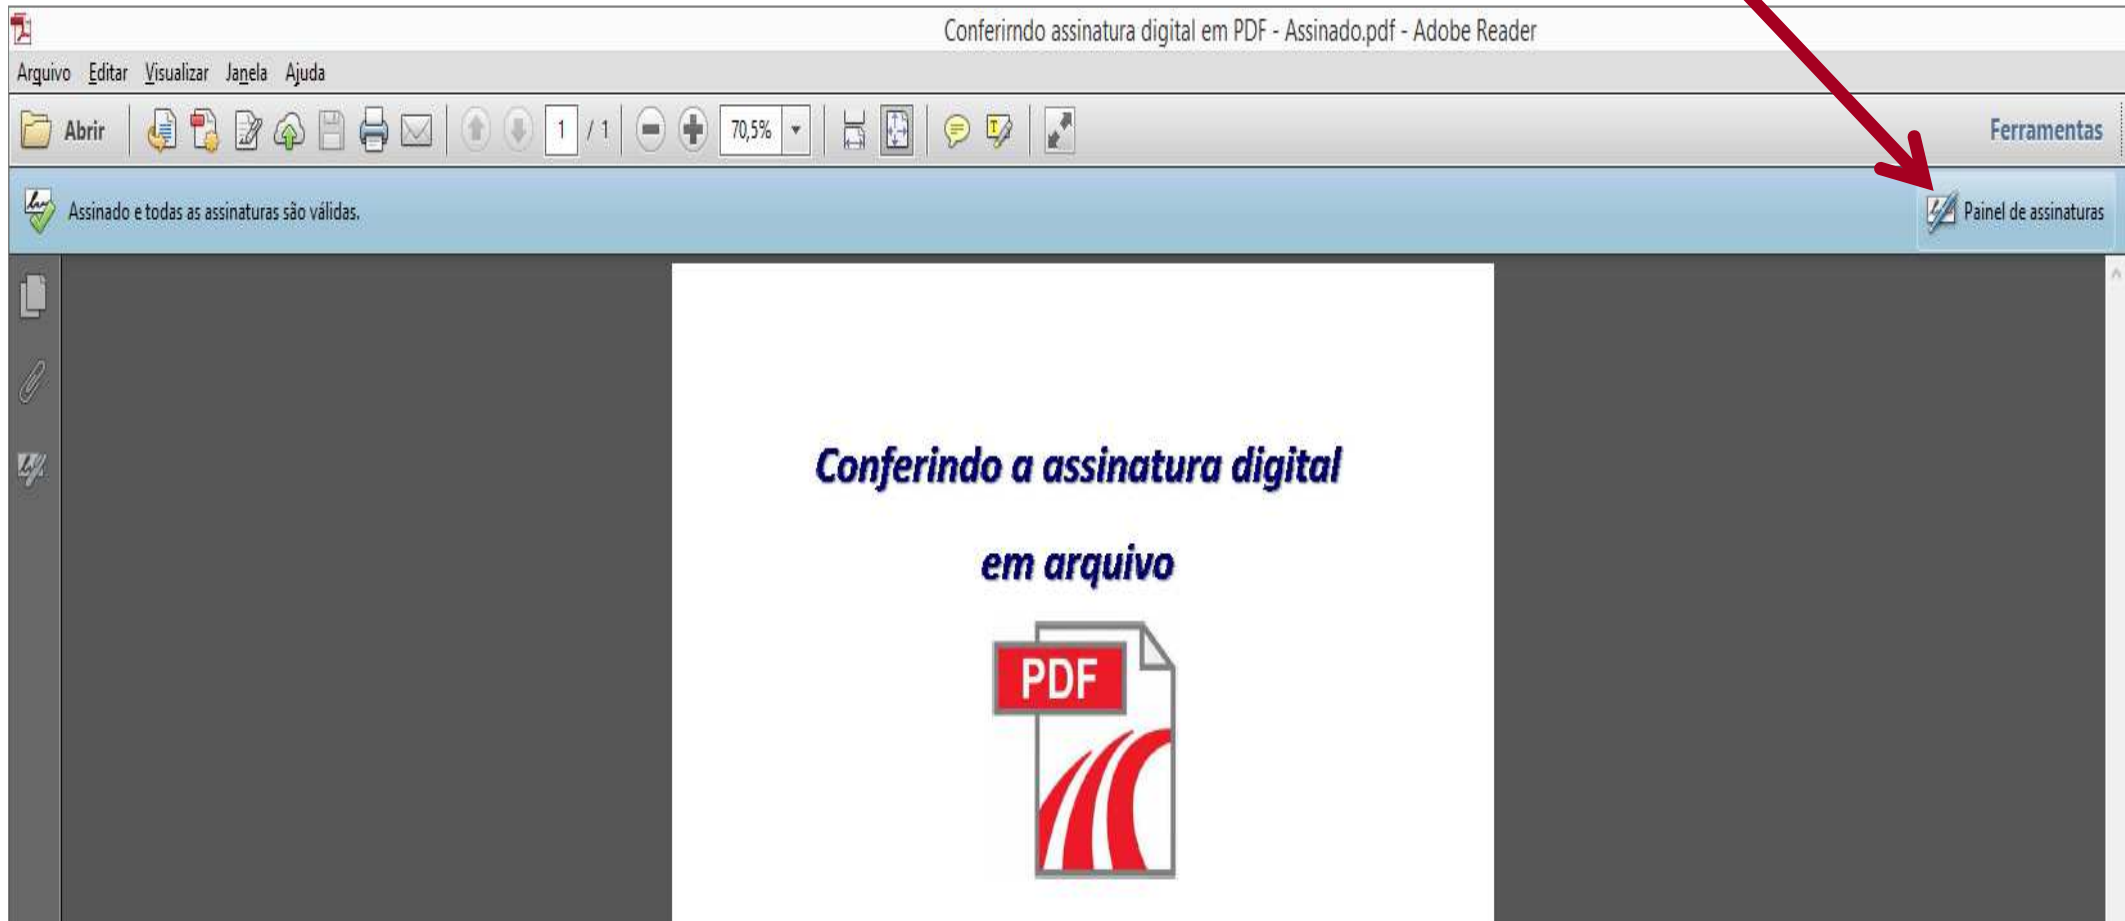 Conferirndo assinatura digital em PDF - Assinado.pdf - Adobe Reader
Arquivo Editar Visualizar Janela Ajuda
Abrir 1 / 1 70,5% Ferramentas
Assinado e todas as assinaturas são válidas. Painel de assinaturas
Conferindo a assinatura digital
em arquivo
PDF